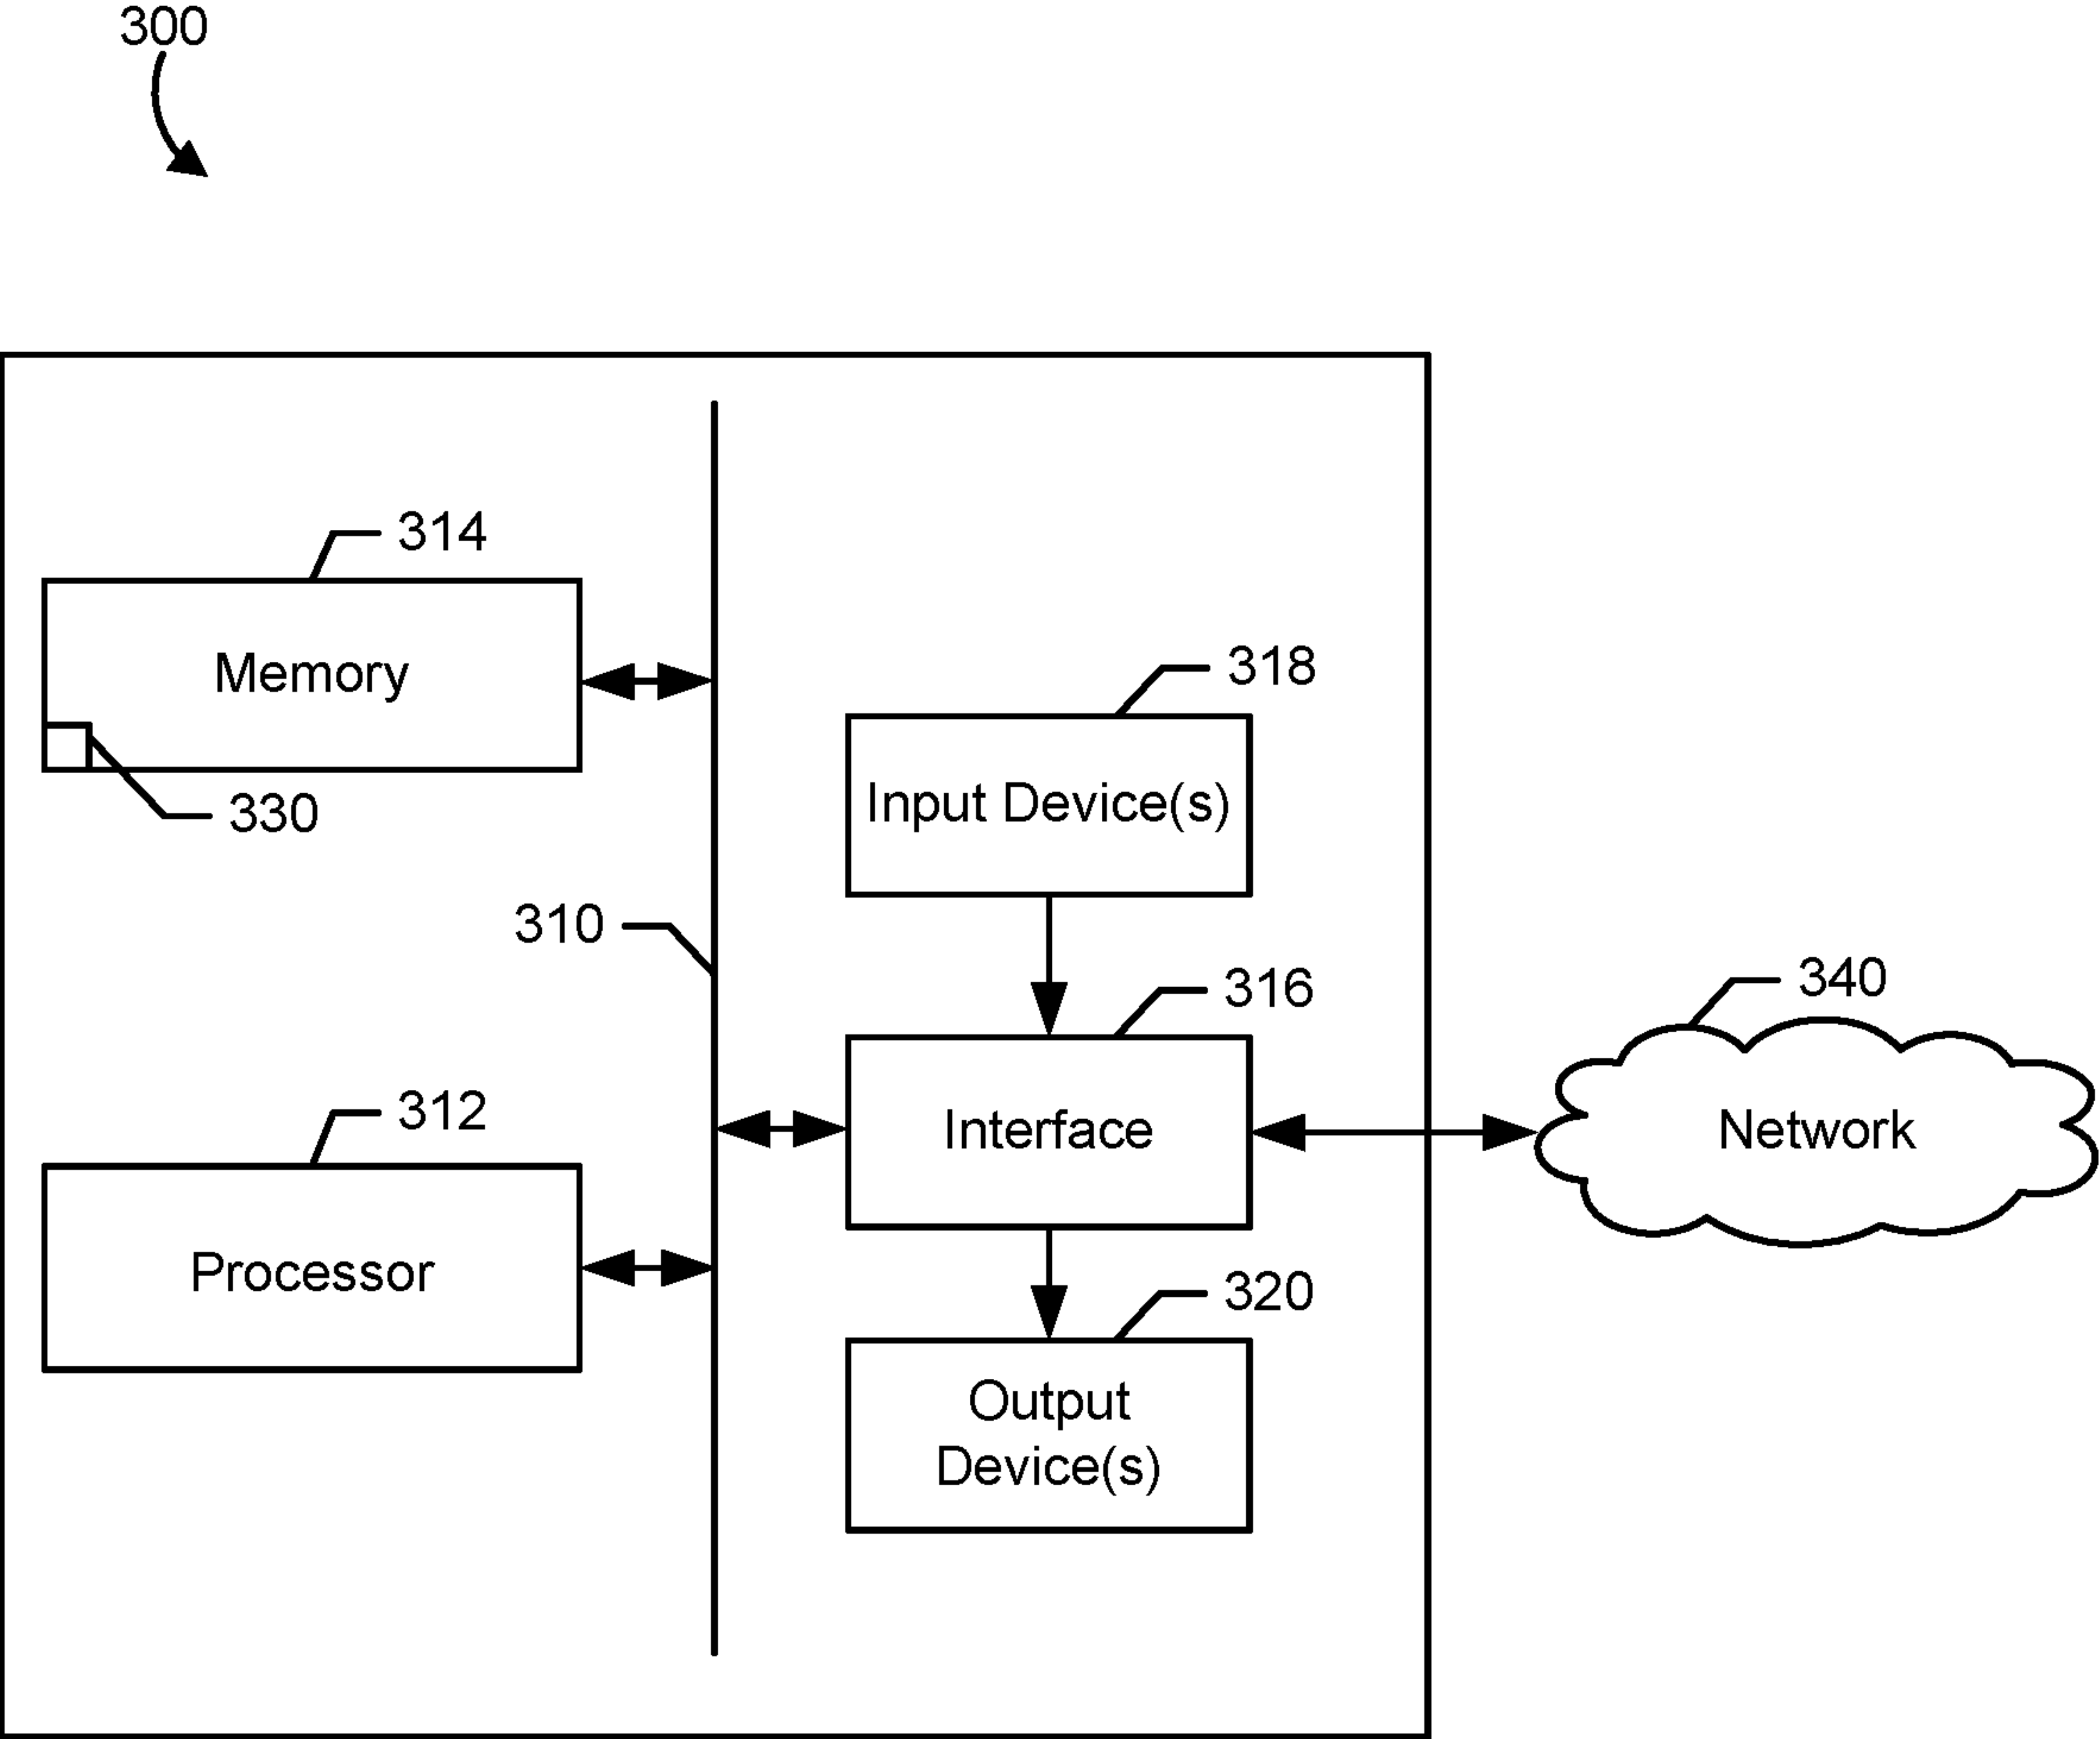 300
314
Memory
330
318
Input Device(s)
310
316
Interface
340
Network
312
Processor
320
Output
Device(s)